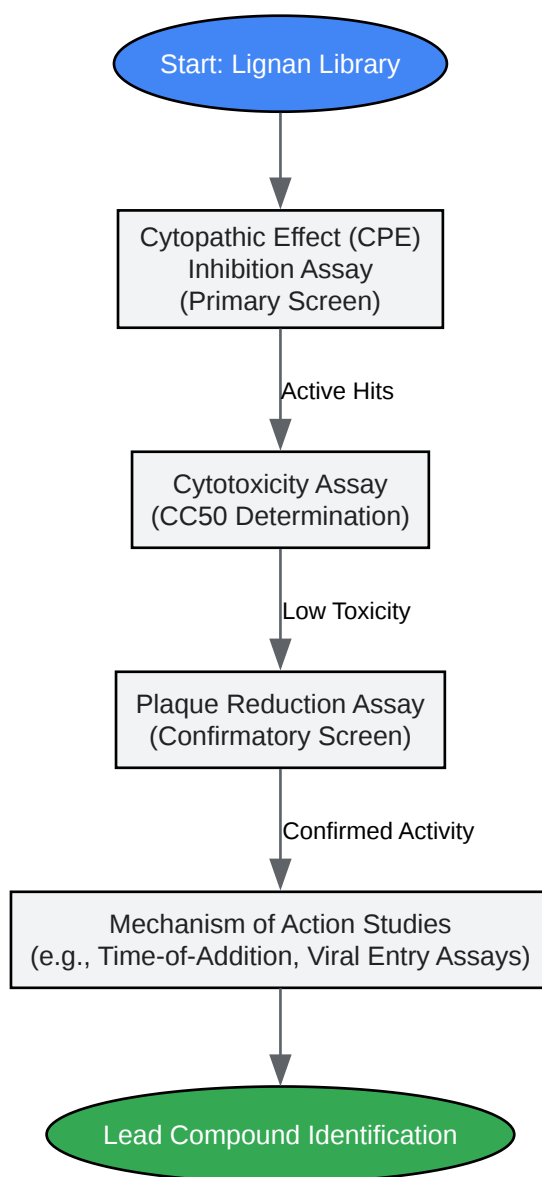 Start: Lignan Library
Cytopathic Effect (CPE)
Inhibition Assay
(Primary Screen)
Active Hits
Cytotoxicity Assay
(CC50 Determination)
Low Toxicity
Plaque Reduction Assay
(Confirmatory Screen)
Confirmed Activity
Mechanism of Action Studies
(e.g., Time-of-Addition, Viral Entry Assays)
Lead Compound Identification